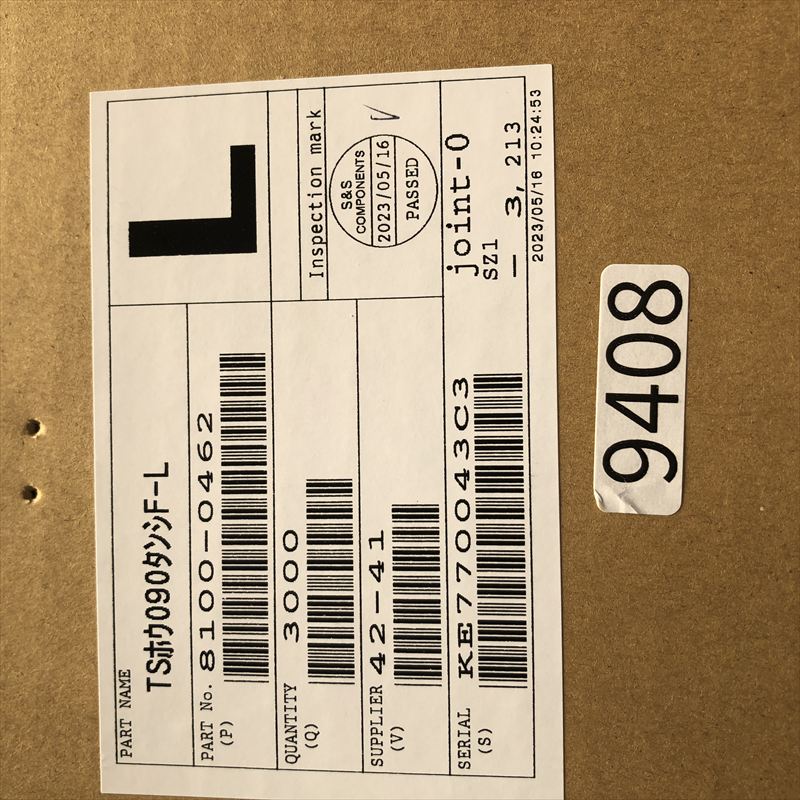 PART NAME
TSホウ090タンシF-L
L
PART No.
(P)
8100-0462
QUANTITY
(Q)
3000
Inspection mark
S&S
COMPONENTS
2023/05/16
PASSED
SUPPLIER
(V)
42-41
SERIAL
(S)
KE770043C3
joint-0
SZ1
— 3, 213
2023/05/16 10:24:53
9408